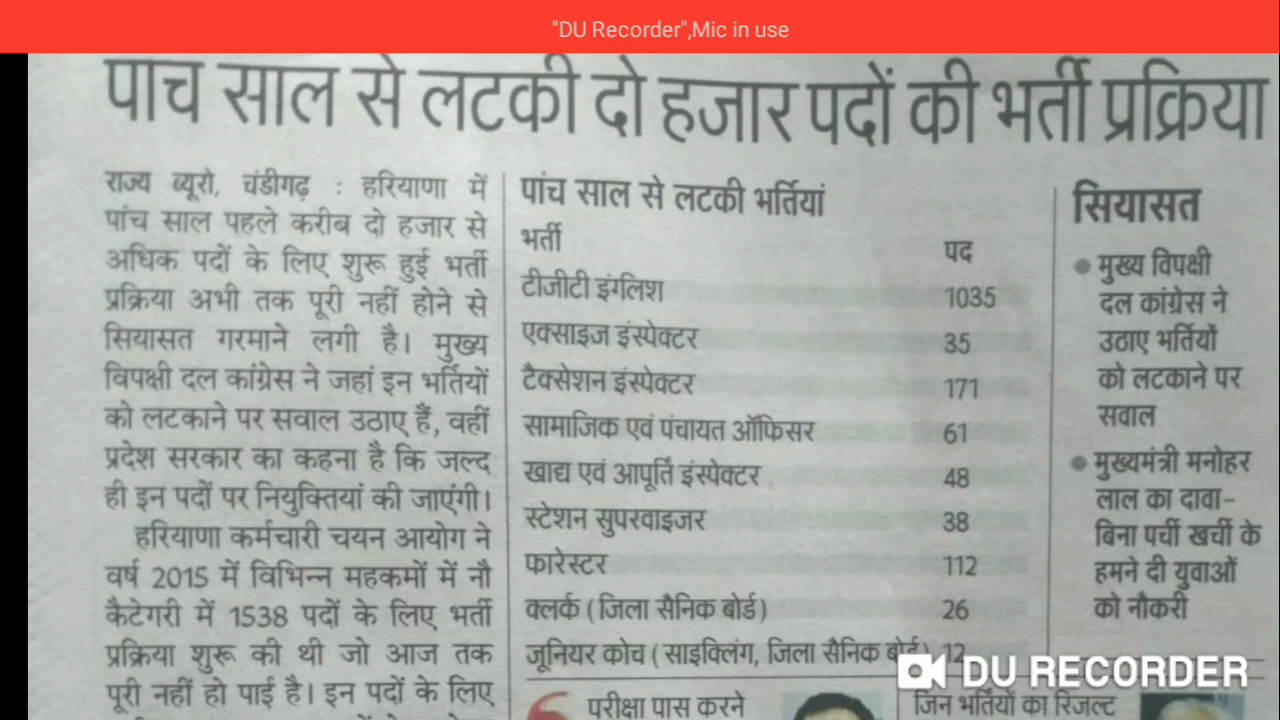 "DU Recorder",Mic in use
पाच साल से लटकी दो हजार पदों की भर्ती प्रक्रिया
राज्य ब्यूरो, चंडीगढ़ : हरियाणा में
पांच साल पहले करीब दो हजार से
अधिक पदों के लिए शुरू हुई भर्ती
प्रक्रिया अभी तक पूरी नहीं होने से
सियासत गरमाने लगी है। मुख्य
विपक्षी दल कांग्रेस ने जहां इन भर्तियों
को लटकाने पर सवाल उठाए हैं, वहीं
प्रदेश सरकार का कहना है कि जल्द
ही इन पदों पर नियुक्तियां की जाएंगी।
हरियाणा कर्मचारी चयन आयोग ने
वर्ष 2015 में विभिन्न महकमों में नौ
कैटेगरी में 1538 पदों के लिए भर्ती
प्रक्रिया शुरू की थी जो आज तक
पूरी नहीं हो पाई है। इन पदों के लिए
पांच साल से लटकी भर्तियां
भर्ती पद
टीजीटी इंगलिश 1035
एक्साइज इंस्पेक्टर 35
टैक्सेशन इंस्पेक्टर 171
सामाजिक एवं पंचायत ऑफिसर 61
खाद्य एवं आपूर्ति इंस्पेक्टर 48
स्टेशन सुपरवाइजर 38
फारेस्टर 112
क्लर्क (जिला सैनिक बोर्ड) 26
जूनियर कोच (साइक्लिंग, जिला सैनिक बोर्ड) 12
परीक्षा पास करने
जिन भर्तियों का रिजल्ट
सियासत
मुख्य विपक्षी
दल कांग्रेस ने
उठाए भर्तियों
को लटकाने पर
सवाल
मुख्यमंत्री मनोहर
लाल का दावा-
बिना पर्ची खर्ची के
हमने दी युवाओं
को नौकरी
DU RECORDER